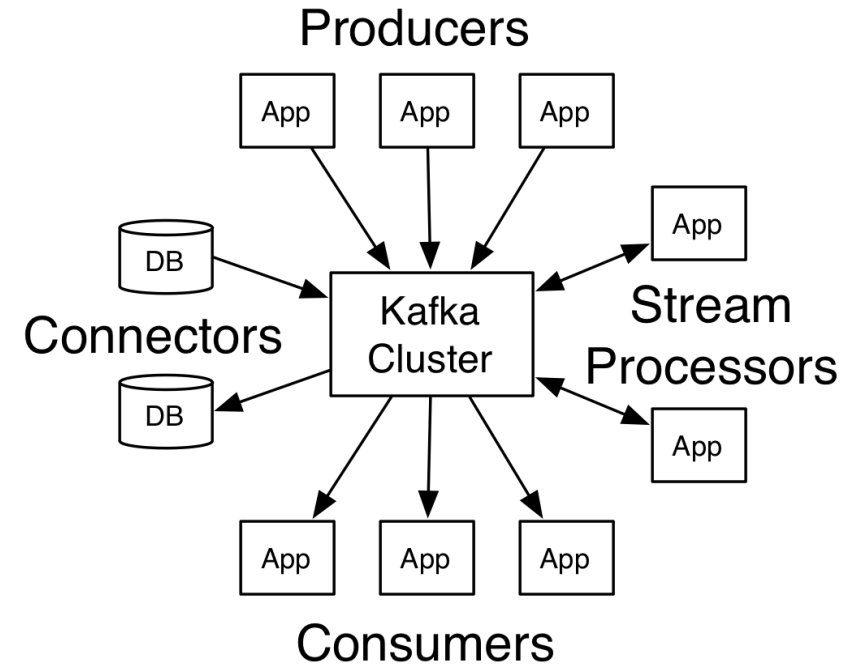 Producers
App
App
App
App
DB
Kafka
Cluster
Stream
Processors
Connectors
DB
App
App
App
App
Consumers